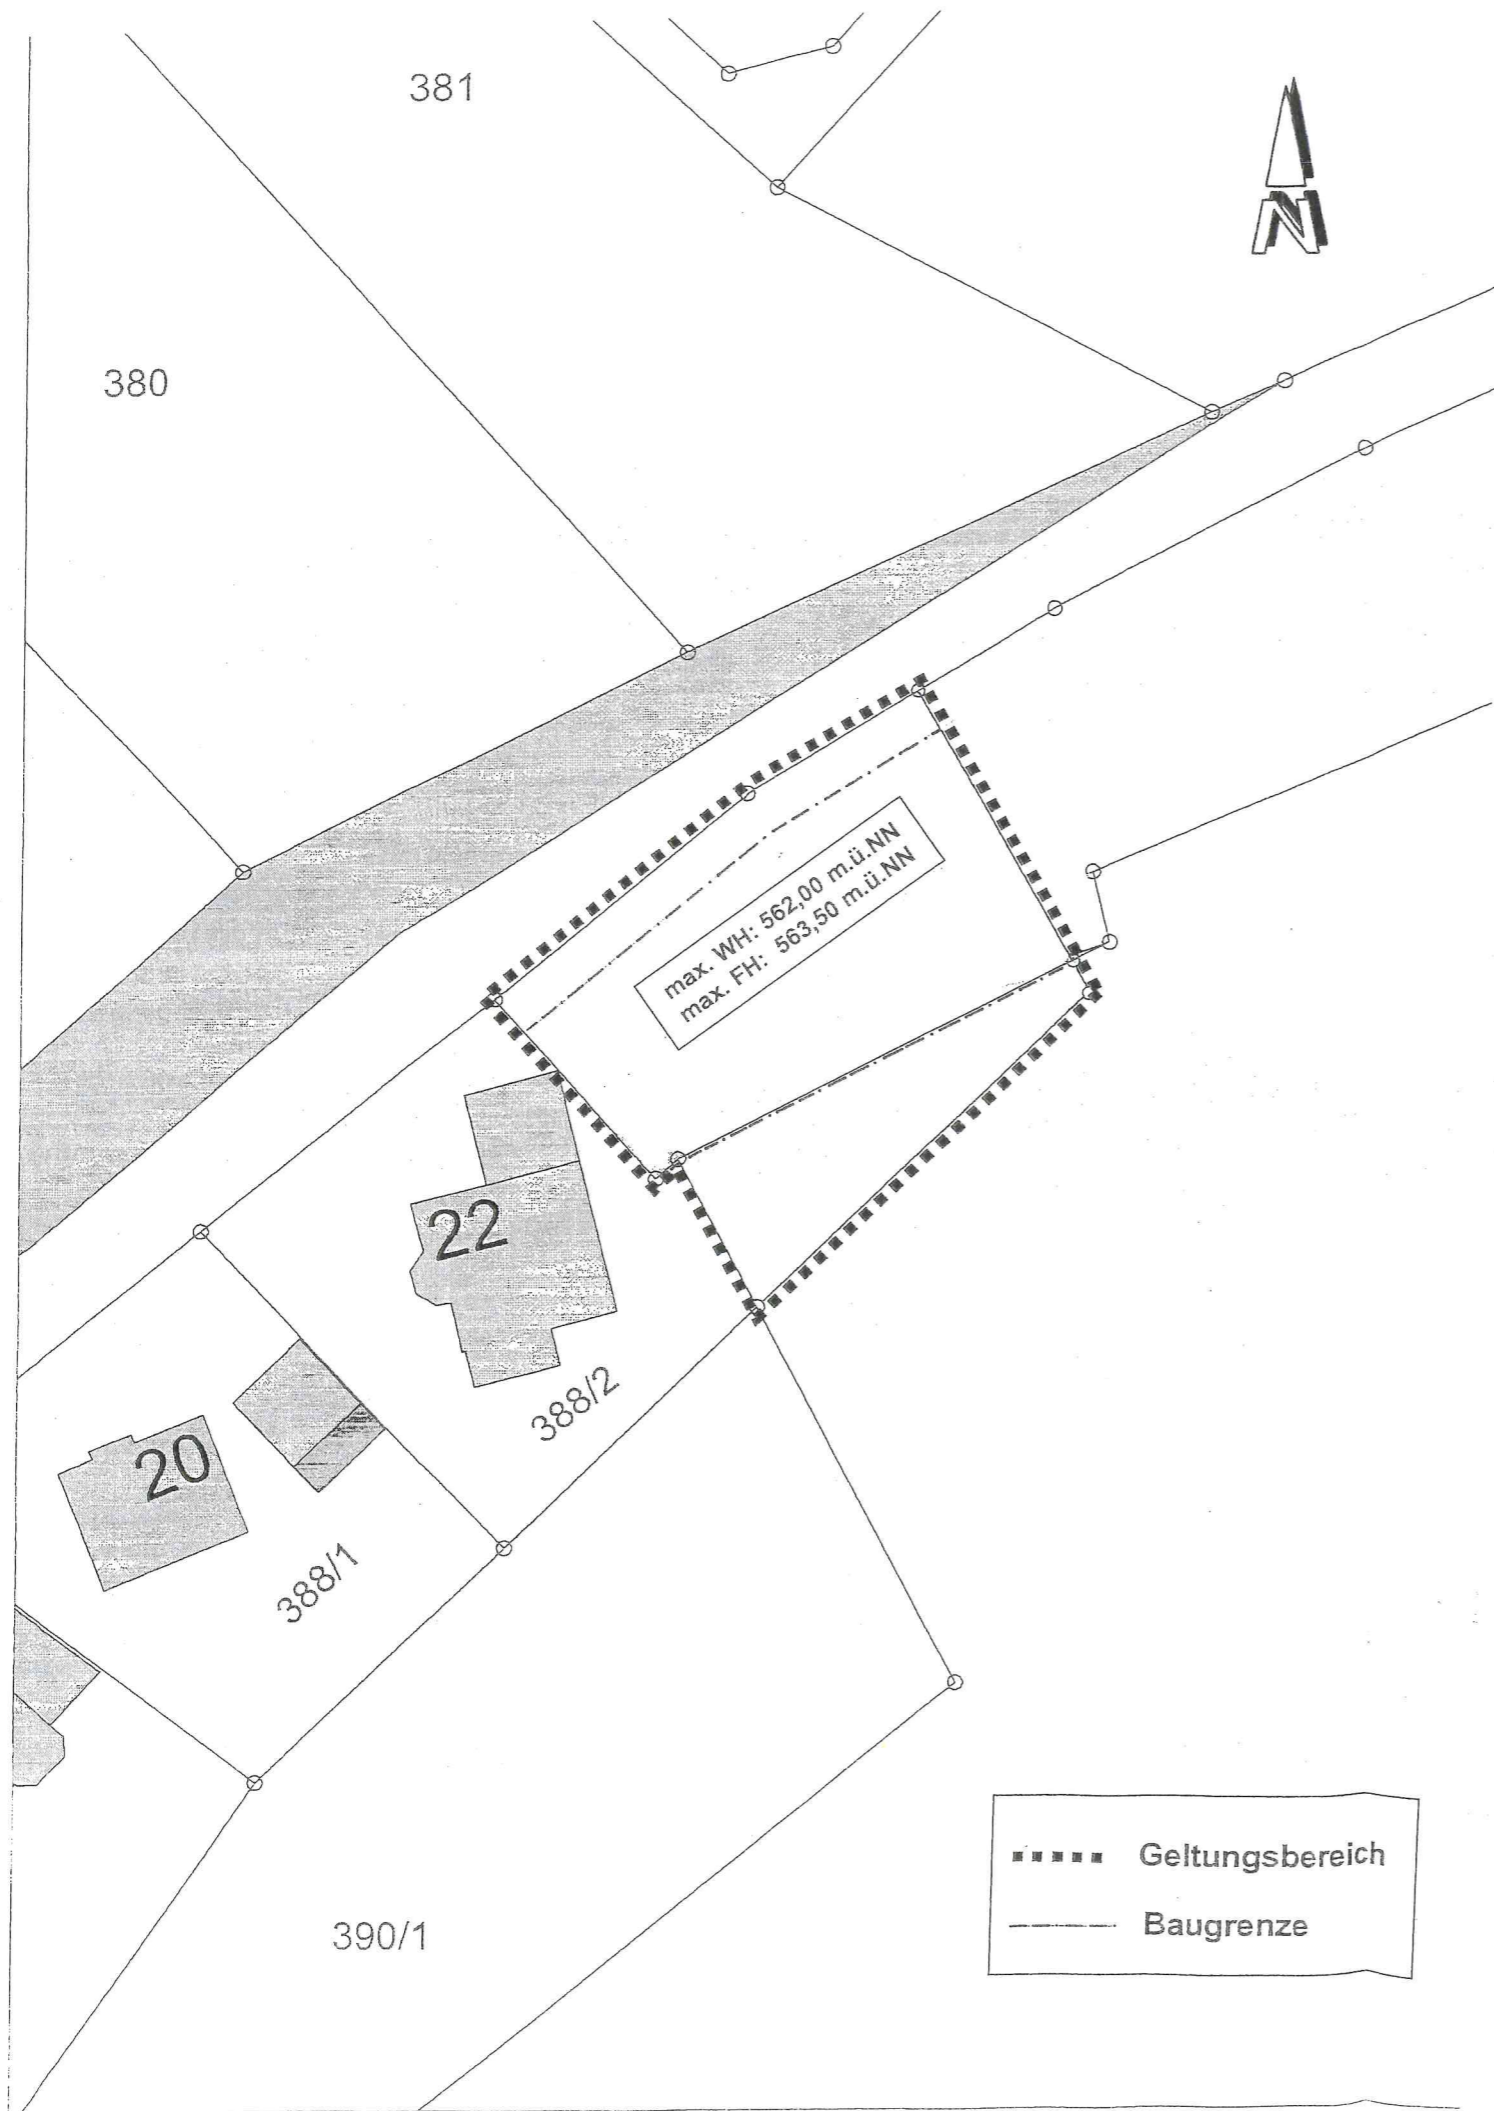 381
N
380
max. WH: 562,00 m.ü.NN
max. FH: 563,50 m.ü.NN
22
388/2
20
388/1
Geltungsbereich
Baugrenze
390/1